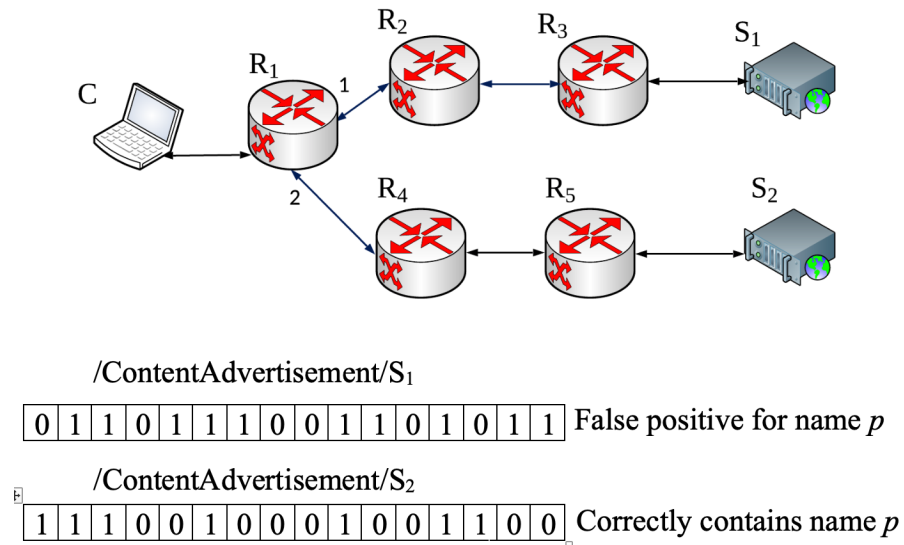 C
R1
1
R2
R3
S1
2
R4
R5
S2
/ContentAdvertisement/S1
0 1 1 0 1 1 1 0 0 1 1 0 1 0 1 1 False positive for name p
/ContentAdvertisement/S2
1 1 1 0 0 1 0 0 0 1 0 0 1 1 0 0 Correctly contains name p